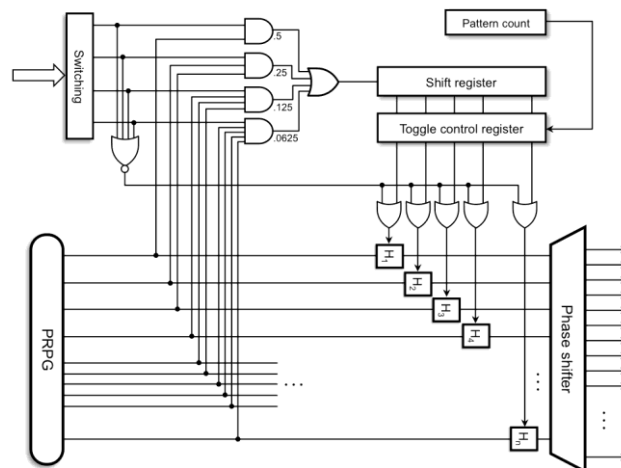 Pattern count
Switching
.5
.25
.125
.0625
Shift register
Toggle control register
PRPG
H1
H2
H3
H4
Hn
Phase shifter
...
...
...